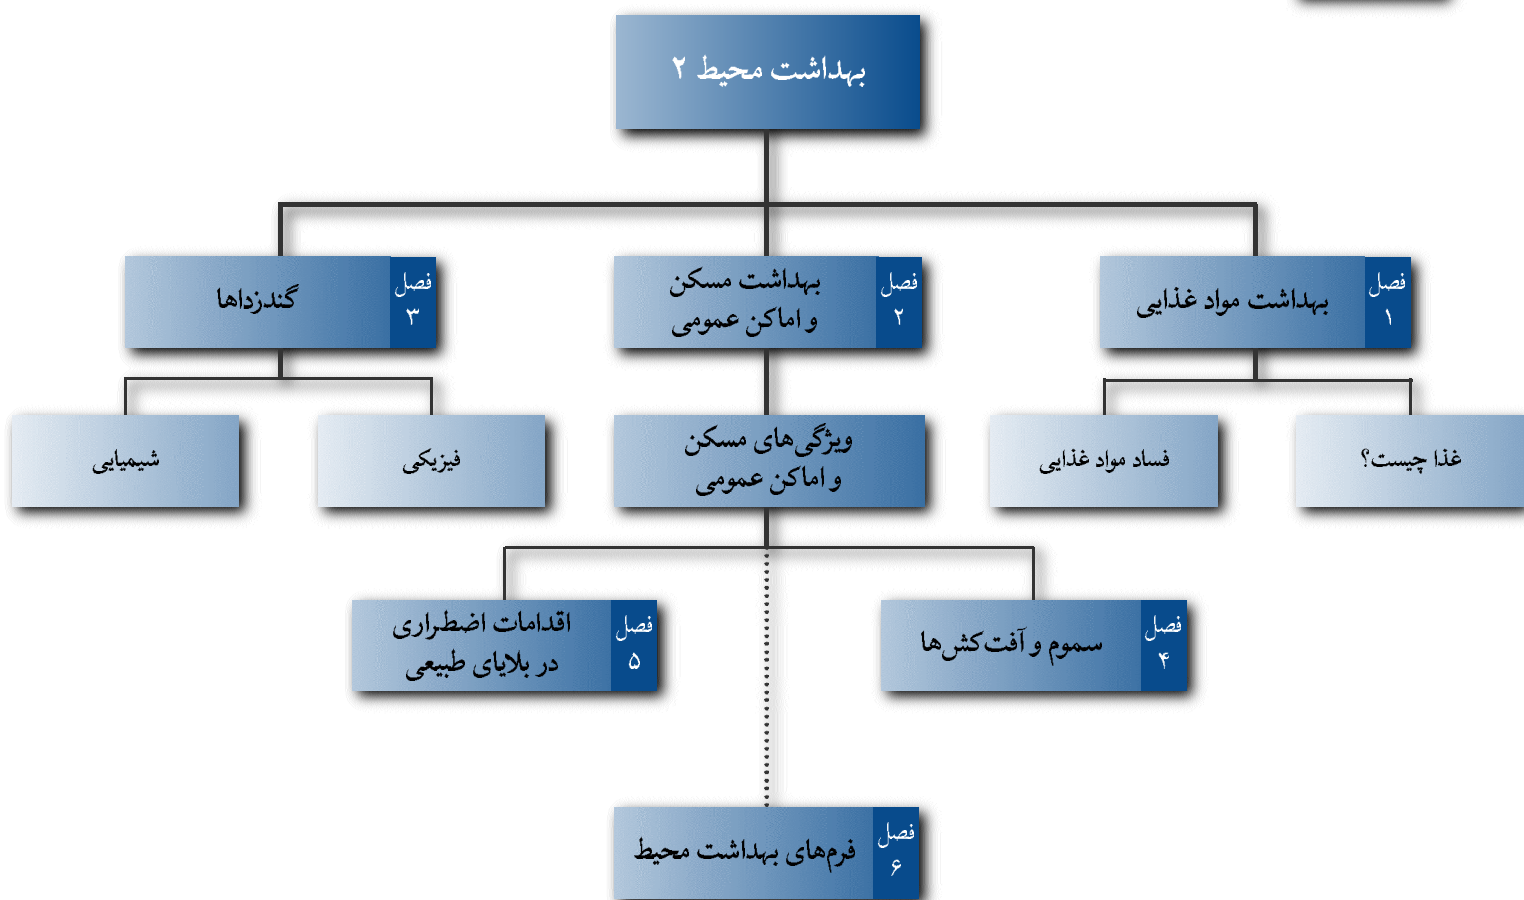 بهداشت محیط ۲
فصل
۱
بهداشت مواد غذایی
فصل
۲
بهداشت مسکن
و اماکن عمومی
فصل
۳
گندزداها
غذا چیست؟
فساد مواد غذایی
ویژگی‌های مسکن
و اماکن عمومی
فیزیکی
شیمیایی
فصل
۴
سموم و آفت‌کش‌ها
فصل
۵
اقدامات اضطراری
در بلایای طبیعی
فصل
۶
فرم‌های بهداشت محیط